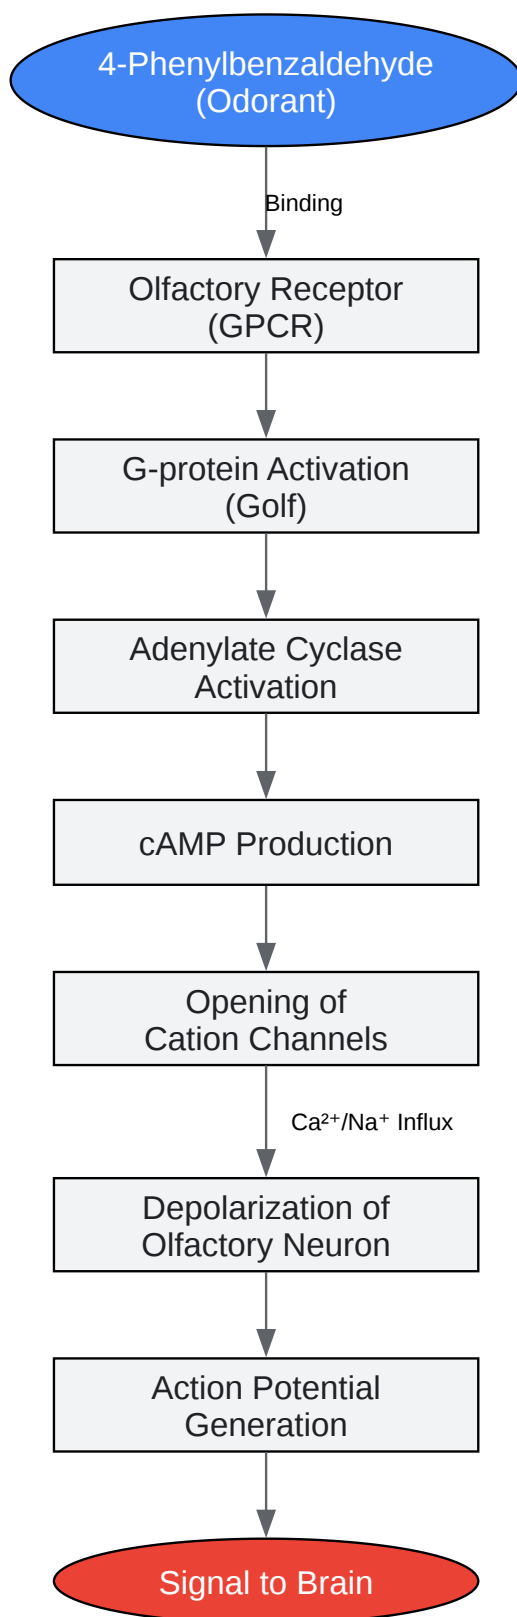 4-Phenylbenzaldehyde
(Odorant)
Binding
Olfactory Receptor
(GPCR)
G-protein Activation
(Golf)
Adenylate Cyclase
Activation
cAMP Production
Opening of
Cation Channels
Ca²⁺/Na⁺ Influx
Depolarization of
Olfactory Neuron
Action Potential
Generation
Signal to Brain